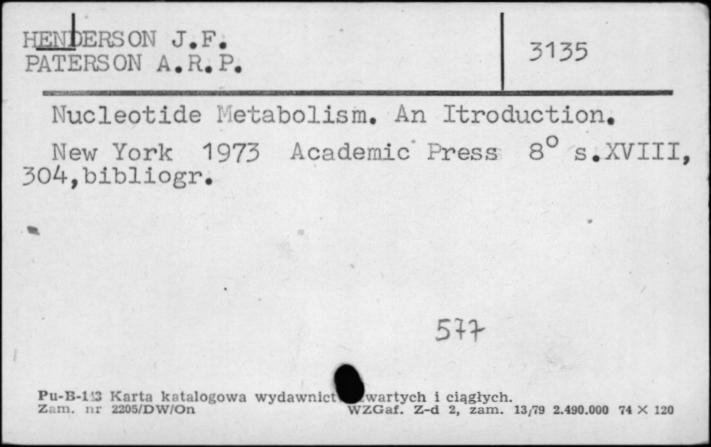 HENDERSON J.F.
PATERSON A.R.P.
3135
Nucleotide Metabolism. An Itroduction.
New York 1973 Academic Press 8° s.XVIII,
304,bibliogr.
577
Pu-B-113 Karta katalogowa wydawnict wartych i ciągłych.
Zam. nr 2205/DW/On WZGaf. Z-d 2, zam. 13/79 2.490.000 74 X 120